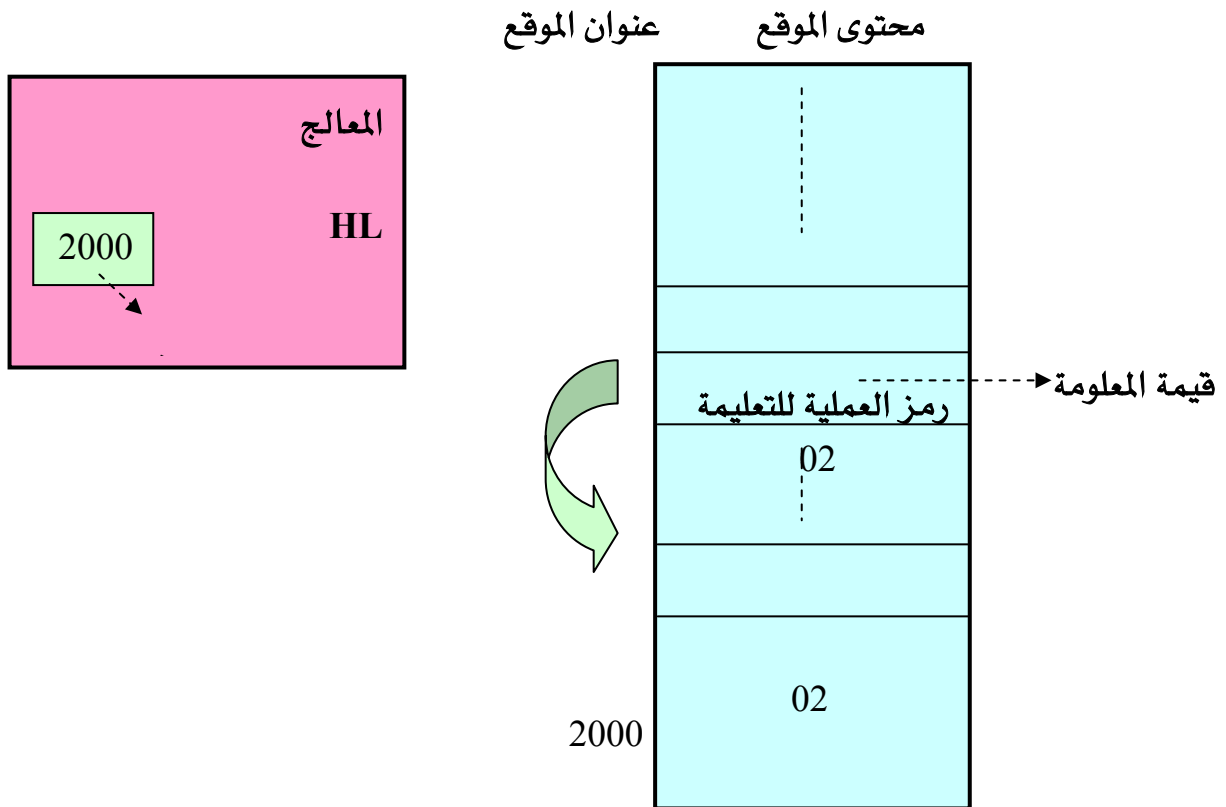 محتوى الموقع
عنوان الموقع
المعالج
HL
2000
قيمة المعلومة
رمز العملية للتعليمة
02
02
2000